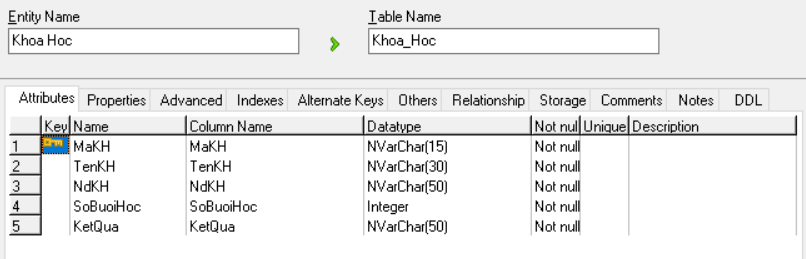 Entity Name Table Name
Khoa Hoc Khoa_Hoc
Attributes Properties Advanced Indexes Alternate Keys Others Relationship Storage Comments Notes DDL
Key Name Column Name Datatype Not nul Unique Description
1 MaKH MaKH NVarChar(15) Not null
2 TenKH TenKH NVarChar(30) Not null
3 NdKH NdKH NVarChar(50) Not null
4 SoBuoiHoc SoBuoiHoc Integer Not null
5 KetQua KetQua NVarChar(50) Not null